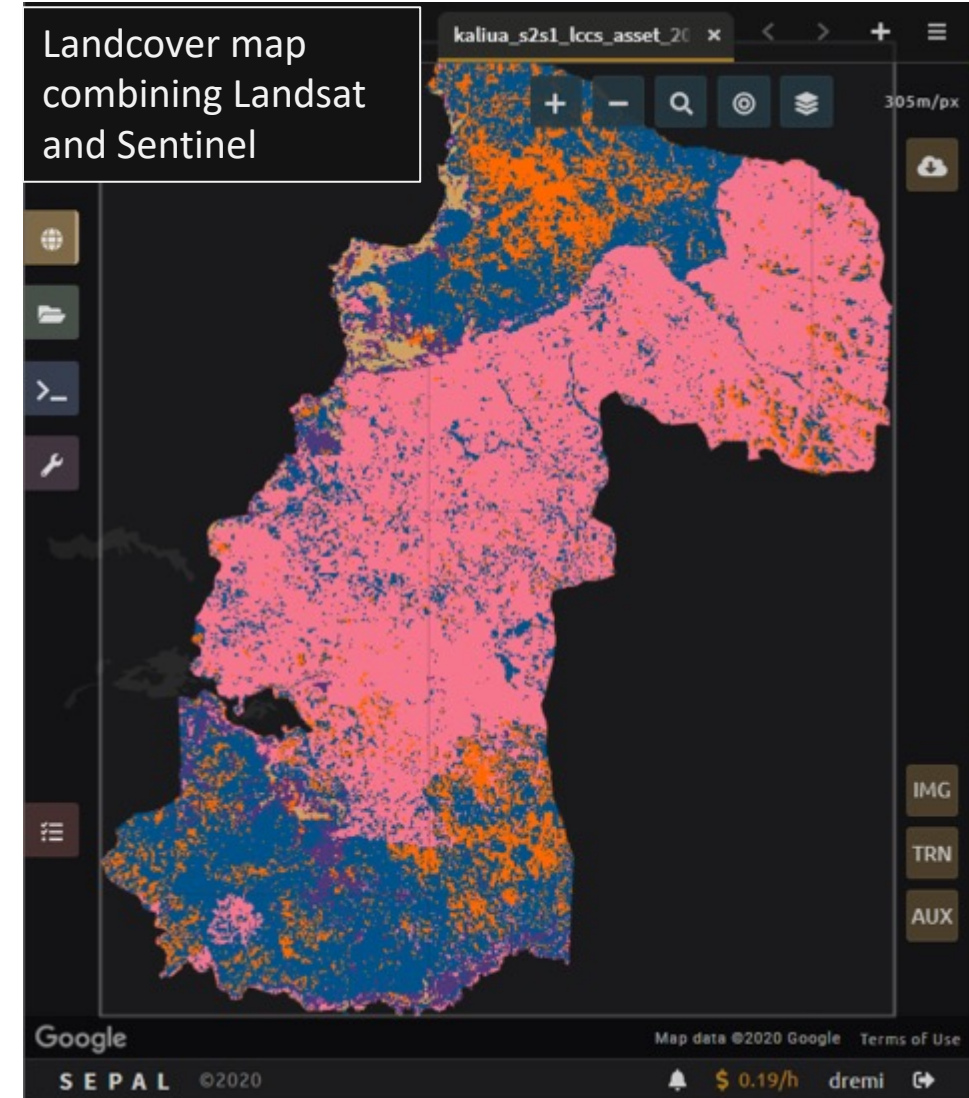 Landcover map
combining Landsat
and Sentinel
kaliua_s2s1_lccs_asset_20
305m/px
IMG
TRN
AUX
Google
Map data ©2020 Google Terms of Use
SEPAL ©2020
$ 0.19/h dremi